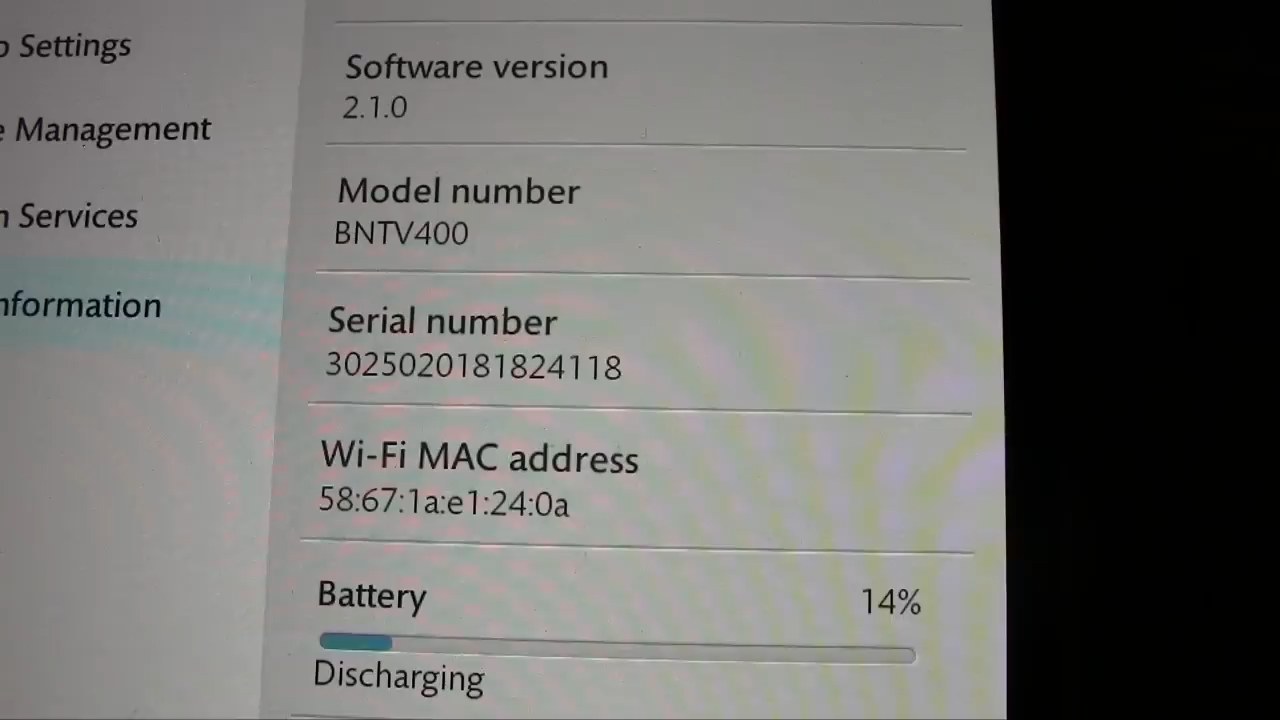 o Settings
e Management
n Services
nformation
Software version
2.1.0
Model number
BNTV400
Serial number
3025020181824118
Wi-Fi MAC address
58:67:1a:e1:24:0a
Battery 14%
Discharging